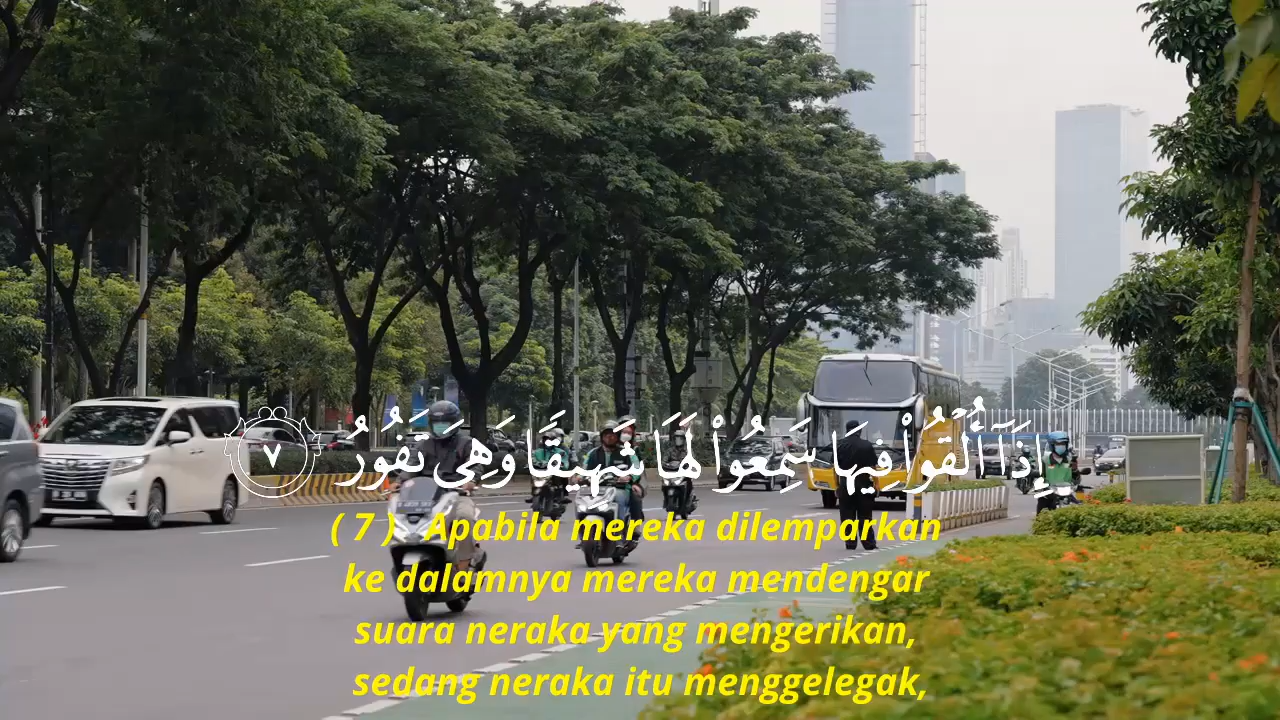 إِذَآ أُلْقُوا۟ فِيهَا سَمِعُوا۟ لَهَا شَهِيقًا وَهِىَ تَفُورُ ٧
( 7 ) Apabila mereka dilemparkan
ke dalamnya mereka mendengar
suara neraka yang mengerikan,
sedang neraka itu menggelegak,